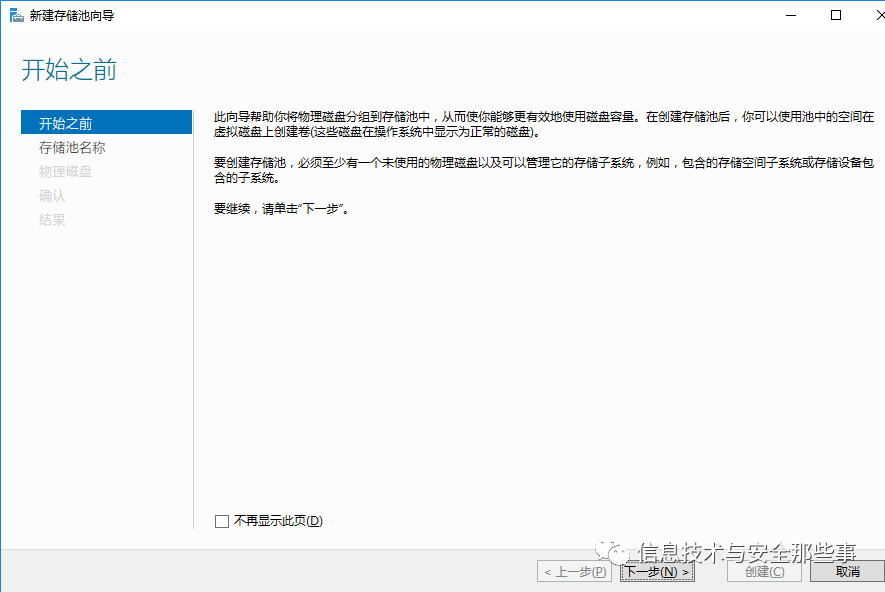 新建存储池向导
开始之前
开始之前
存储池名称
物理磁盘
确认
结果
此向导帮助你将物理磁盘分组到存储池中，从而使你能够更有效地使用磁盘容量。在创建存储池后，你可以使用池中的空间在
虚拟磁盘上创建卷(这些磁盘在操作系统中显示为正常的磁盘)。
要创建存储池，必须至少有一个未使用的物理磁盘以及可以管理它的存储子系统，例如，包含的存储空间子系统或存储设备包
含的子系统。
要继续，请单击“下一步”。
不再显示此页(D)
信息技术与安全那些事
< 上一步(P) 下一步(N) > 创建(C) 取消